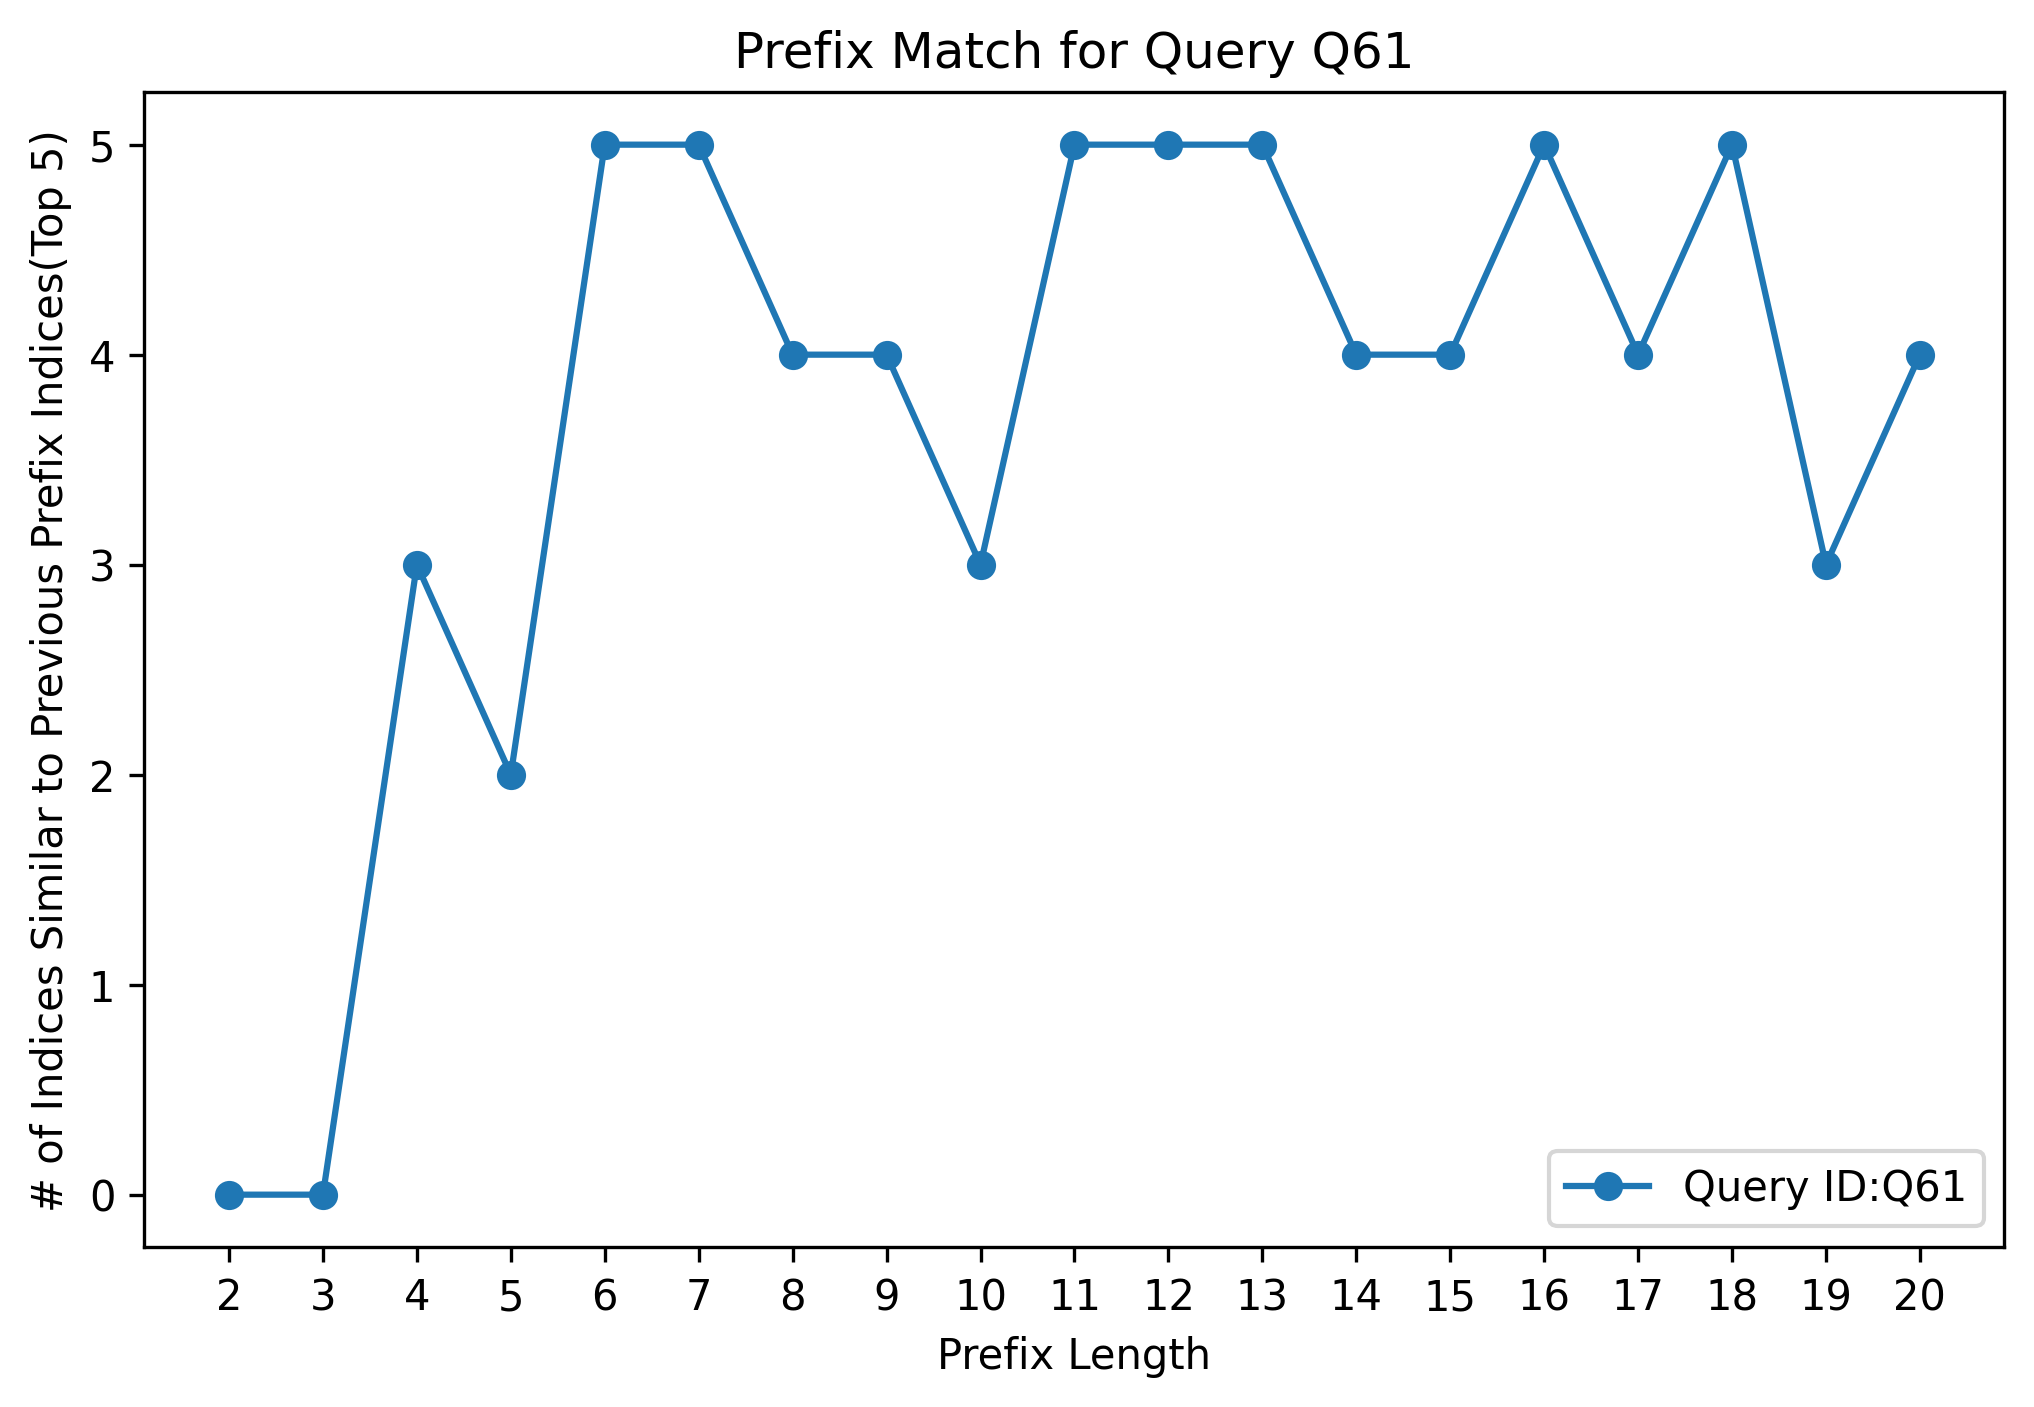 Prefix Match for Query Q61
# of Indices Similar to Previous Prefix Indices(Top 5)
5
4
3
2
1
0
Query ID:Q61
2 3 4 5 6 7 8 9 10 11 12 13 14 15 16 17 18 19 20
Prefix Length